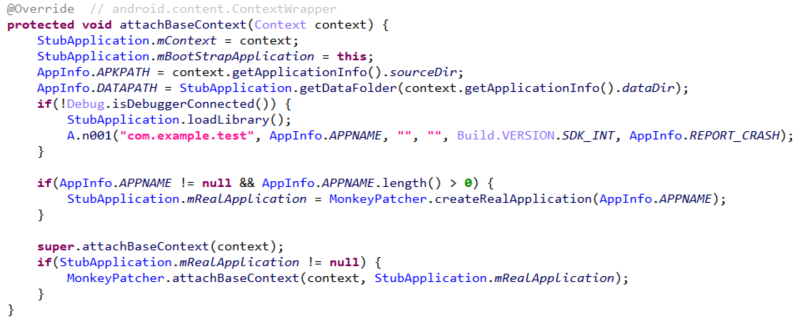 @Override  // android.content.ContextWrapper
protected void attachBaseContext(Context context) {
    StubApplication.mContext = context;
    StubApplication.mBootStrapApplication = this;
    AppInfo.APKPATH = context.getApplicationInfo().sourceDir;
    AppInfo.DATAPATH = StubApplication.getDataFolder(context.getApplicationInfo().dataDir);
    if(!Debug.isDebuggerConnected()) {
        StubApplication.loadLibrary();
        A.n001("com.example.test", AppInfo.APPNAME, "", "", Build.VERSION.SDK_INT, AppInfo.REPORT_CRASH);
    }

    if(AppInfo.APPNAME != null && AppInfo.APPNAME.length() > 0) {
        StubApplication.mRealApplication = MonkeyPatcher.createRealApplication(AppInfo.APPNAME);
    }

    super.attachBaseContext(context);
    if(StubApplication.mRealApplication != null) {
        MonkeyPatcher.attachBaseContext(context, StubApplication.mRealApplication);
    }
}